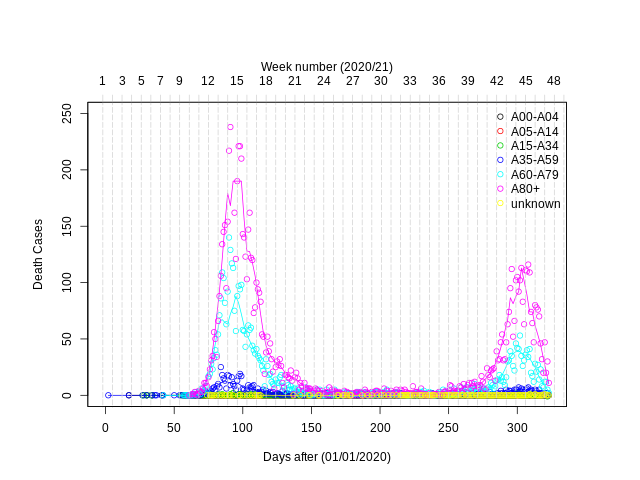 Week number (2020/21)
1 3 5 7 9 12 15 18 21 24 27 30 33 36 39 42 45 48
250
200
150
100
50
0
Death Cases
A00-A04
A05-A14
A15-A34
A35-A59
A60-A79
A80+
unknown
0 50 100 150 200 250 300
Days after (01/01/2020)